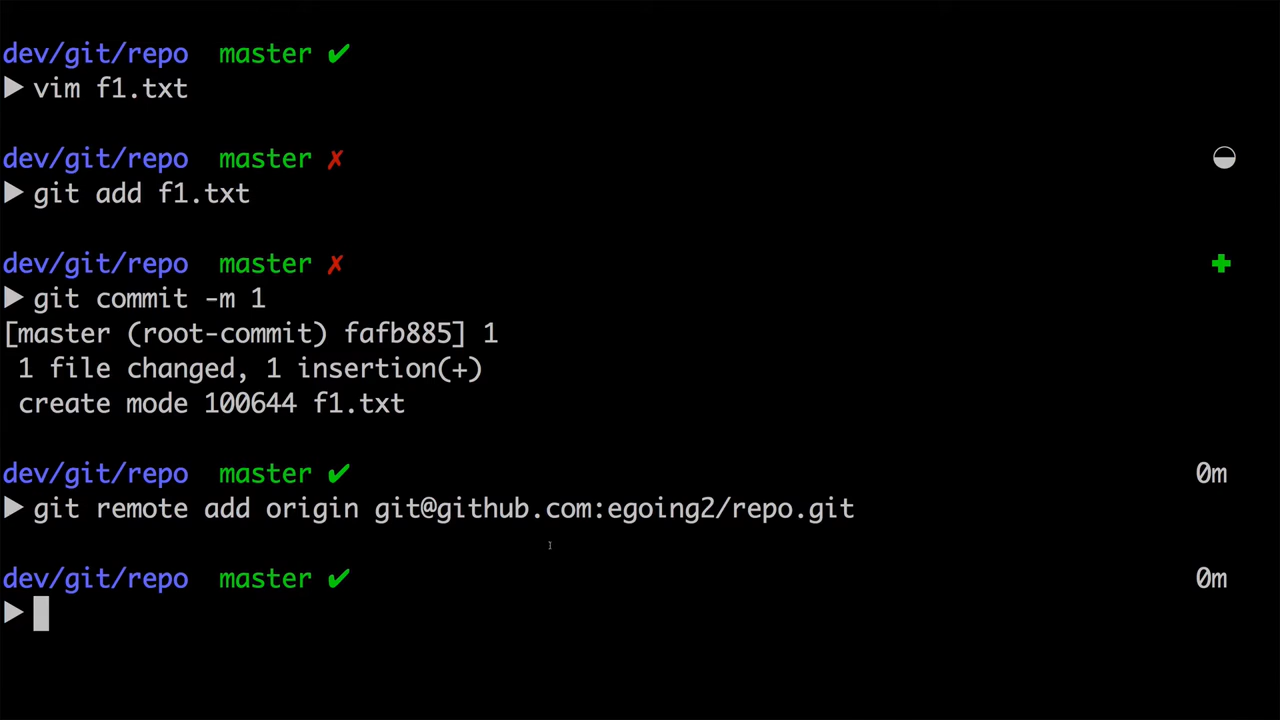 dev/git/repo master ✔
▶ vim f1.txt
dev/git/repo master ✗
▶ git add f1.txt
dev/git/repo master ✗ ✚
▶ git commit -m 1
[master (root-commit) fafb885] 1
1 file changed, 1 insertion(+)
create mode 100644 f1.txt
dev/git/repo master ✔ 0m
▶ git remote add origin git@github.com:egoing2/repo.git
dev/git/repo master ✔ 0m
▶